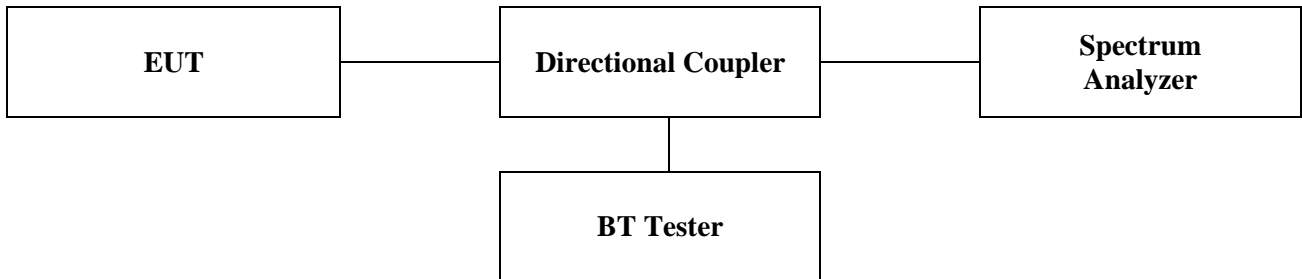 EUT
Directional Coupler
Spectrum
Analyzer
BT Tester